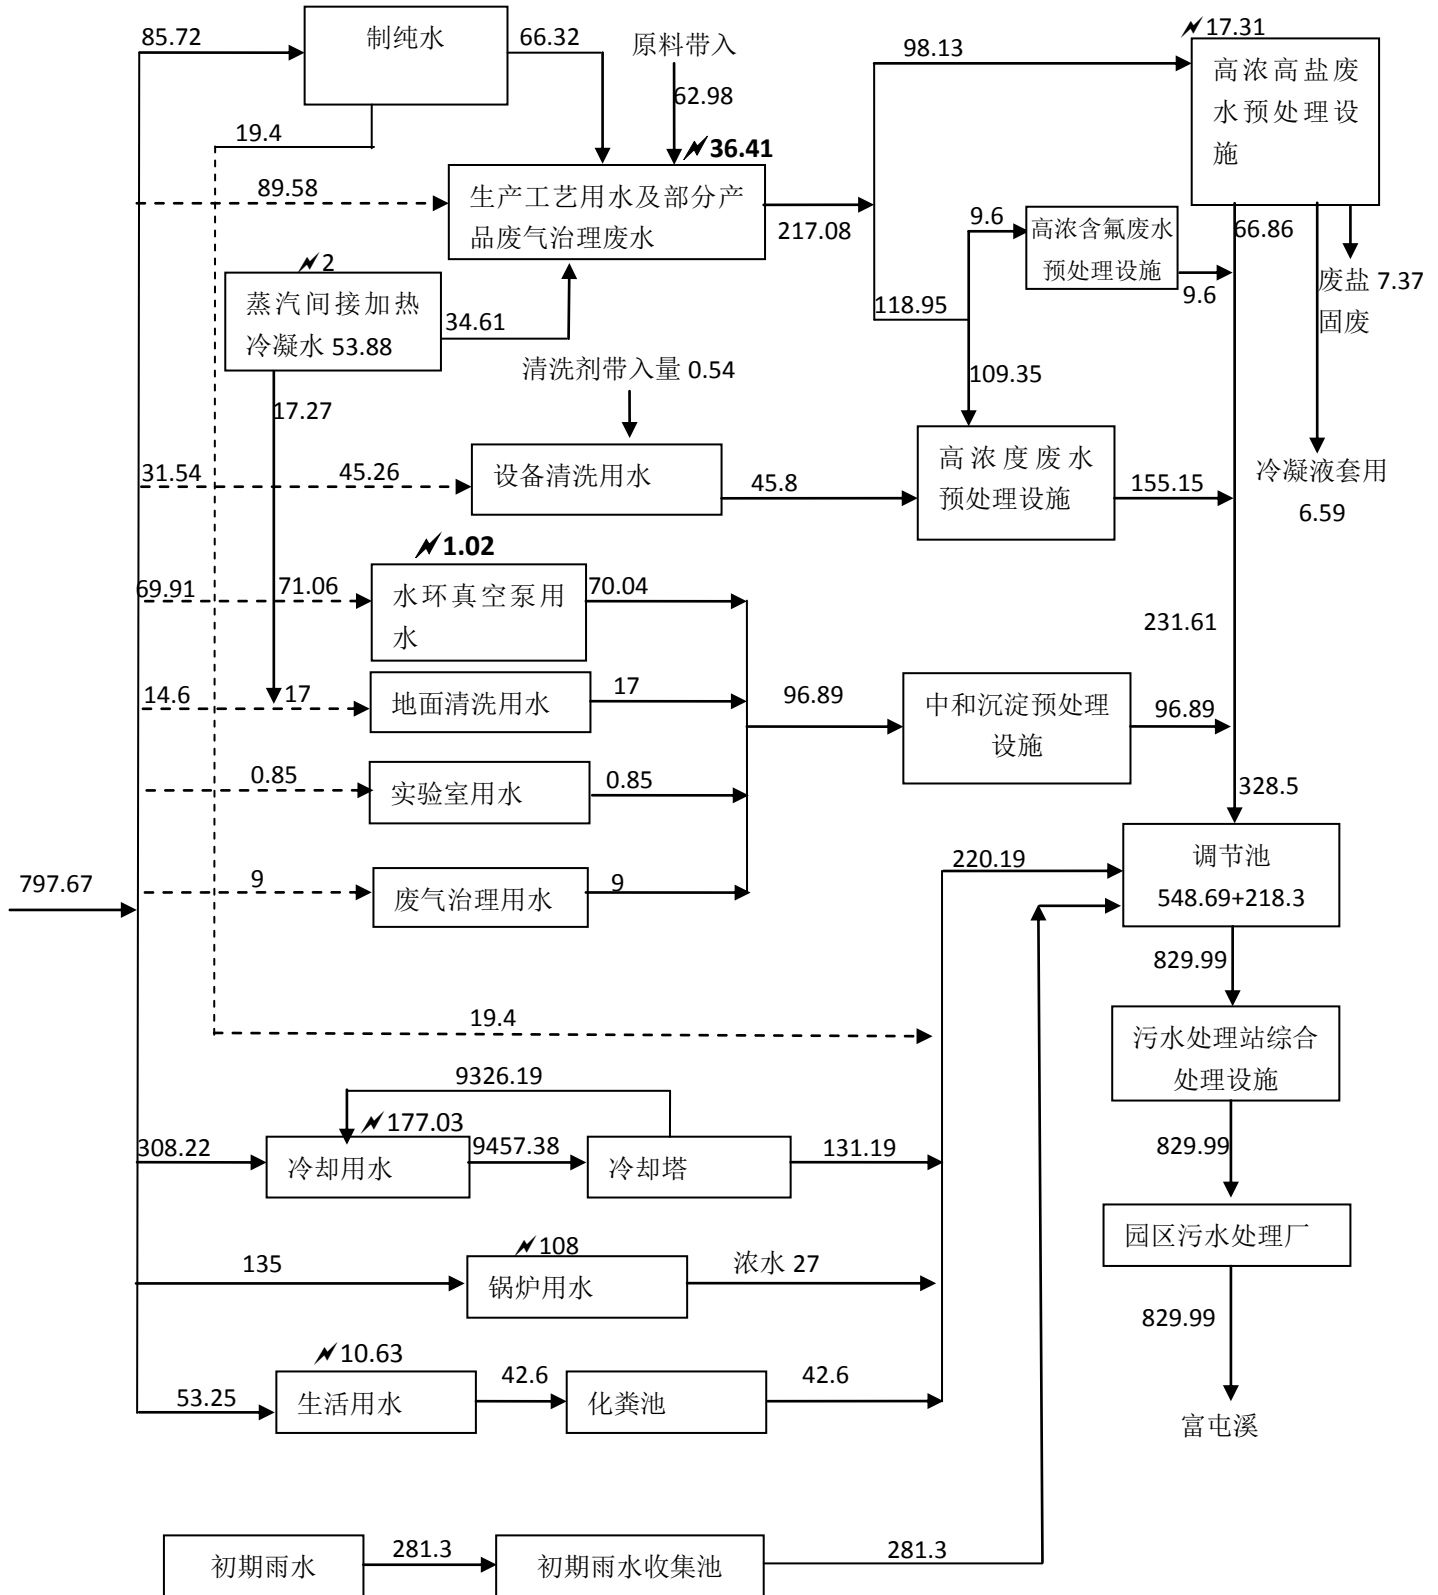 85.72
制纯水
66.32
原料带入
62.98
98.13
17.31
高浓高盐废
水预处理设
施
19.4
36.41
89.58
生产工艺用水及部分产
品废气治理废水
217.08
9.6
高浓含氟废水
预处理设施
9.6
66.86
废盐 7.37
固废
2
蒸汽间接加热
冷凝水 53.88
34.61
118.95
清洗剂带入量 0.54
109.35
17.27
31.54
45.26
设备清洗用水
45.8
高浓度废水
预处理设施
155.15
冷凝液套用
6.59
1.02
69.91
71.06
水环真空泵用
水
70.04
231.61
14.6
17
地面清洗用水
17
96.89
中和沉淀预处理
设施
96.89
0.85
实验室用水
0.85
328.5
797.67
9
废气治理用水
9
220.19
调节池
548.69+218.3
829.99
19.4
污水处理站综合
处理设施
9326.19
177.03
308.22
冷却用水
9457.38
冷却塔
131.19
829.99
园区污水处理厂
108
135
锅炉用水
浓水 27
829.99
10.63
53.25
生活用水
42.6
化粪池
42.6
富屯溪
初期雨水
281.3
初期雨水收集池
281.3